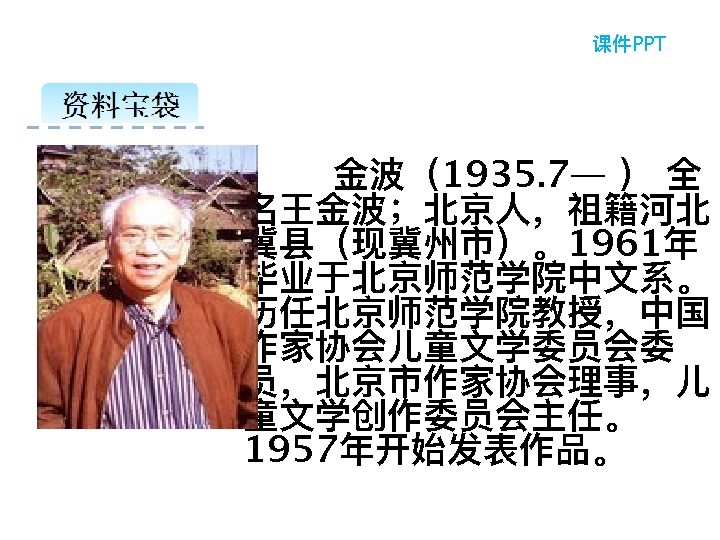 课件PPT
资料宝袋
金波（1935.7— ） 全
名王金波；北京人，祖籍河北
冀县（现冀州市）。1961年
毕业于北京师范学院中文系。
历任北京师范学院教授，中国
作家协会儿童文学委员会委
员，北京市作家协会理事，儿
童文学创作委员会主任。
1957年开始发表作品。